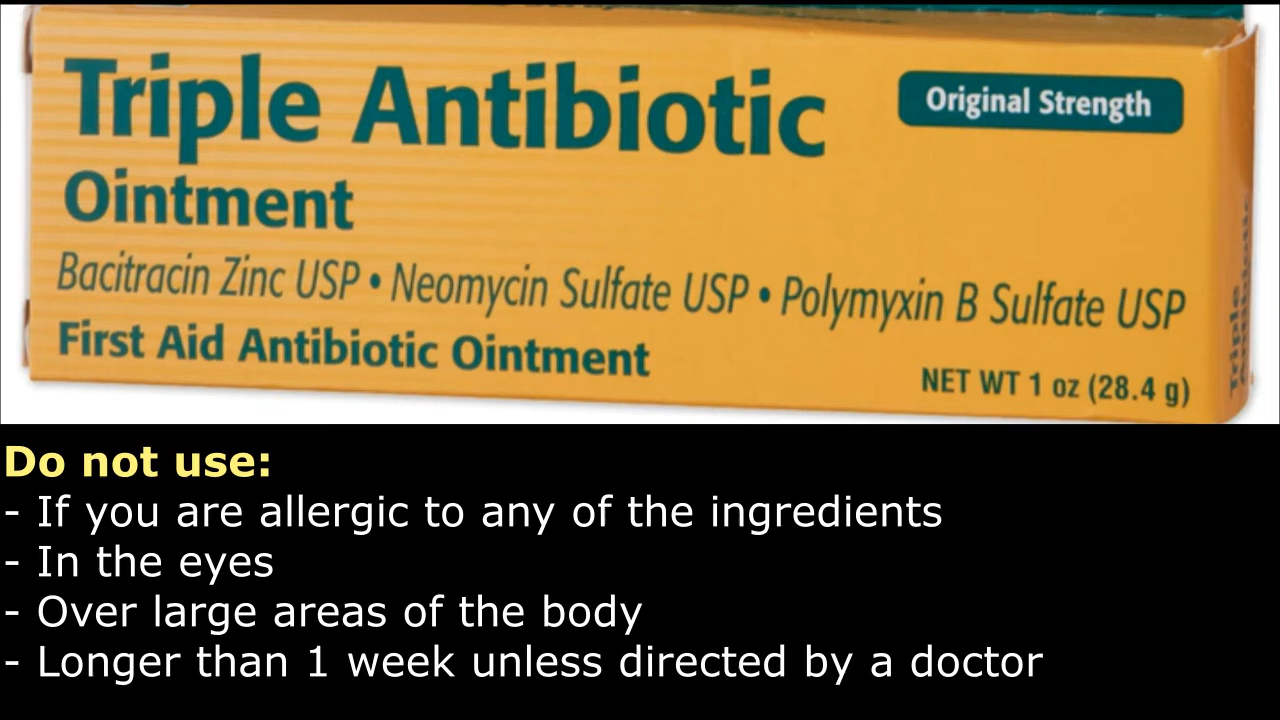 Triple Antibiotic
Original Strength
Ointment
Bacitracin Zinc USP • Neomycin Sulfate USP • Polymyxin B Sulfate USP
First Aid Antibiotic Ointment
NET WT 1 oz (28.4 g)
Triple
Antibiotic
Do not use:
- If you are allergic to any of the ingredients
- In the eyes
- Over large areas of the body
- Longer than 1 week unless directed by a doctor